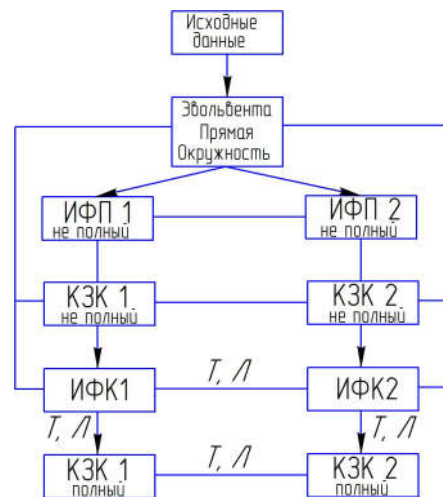 Исходные
данные
Эвольвента
Прямая
Окружность
ИФП 1
не полный
ИФП 2
не полный
КЗК 1
не полный
КЗК 2
не полный
ИФК1
Т, Л
ИФК2
Т, Л
Т, Л
КЗК 1
полный
Т, Л
КЗК 2
полный